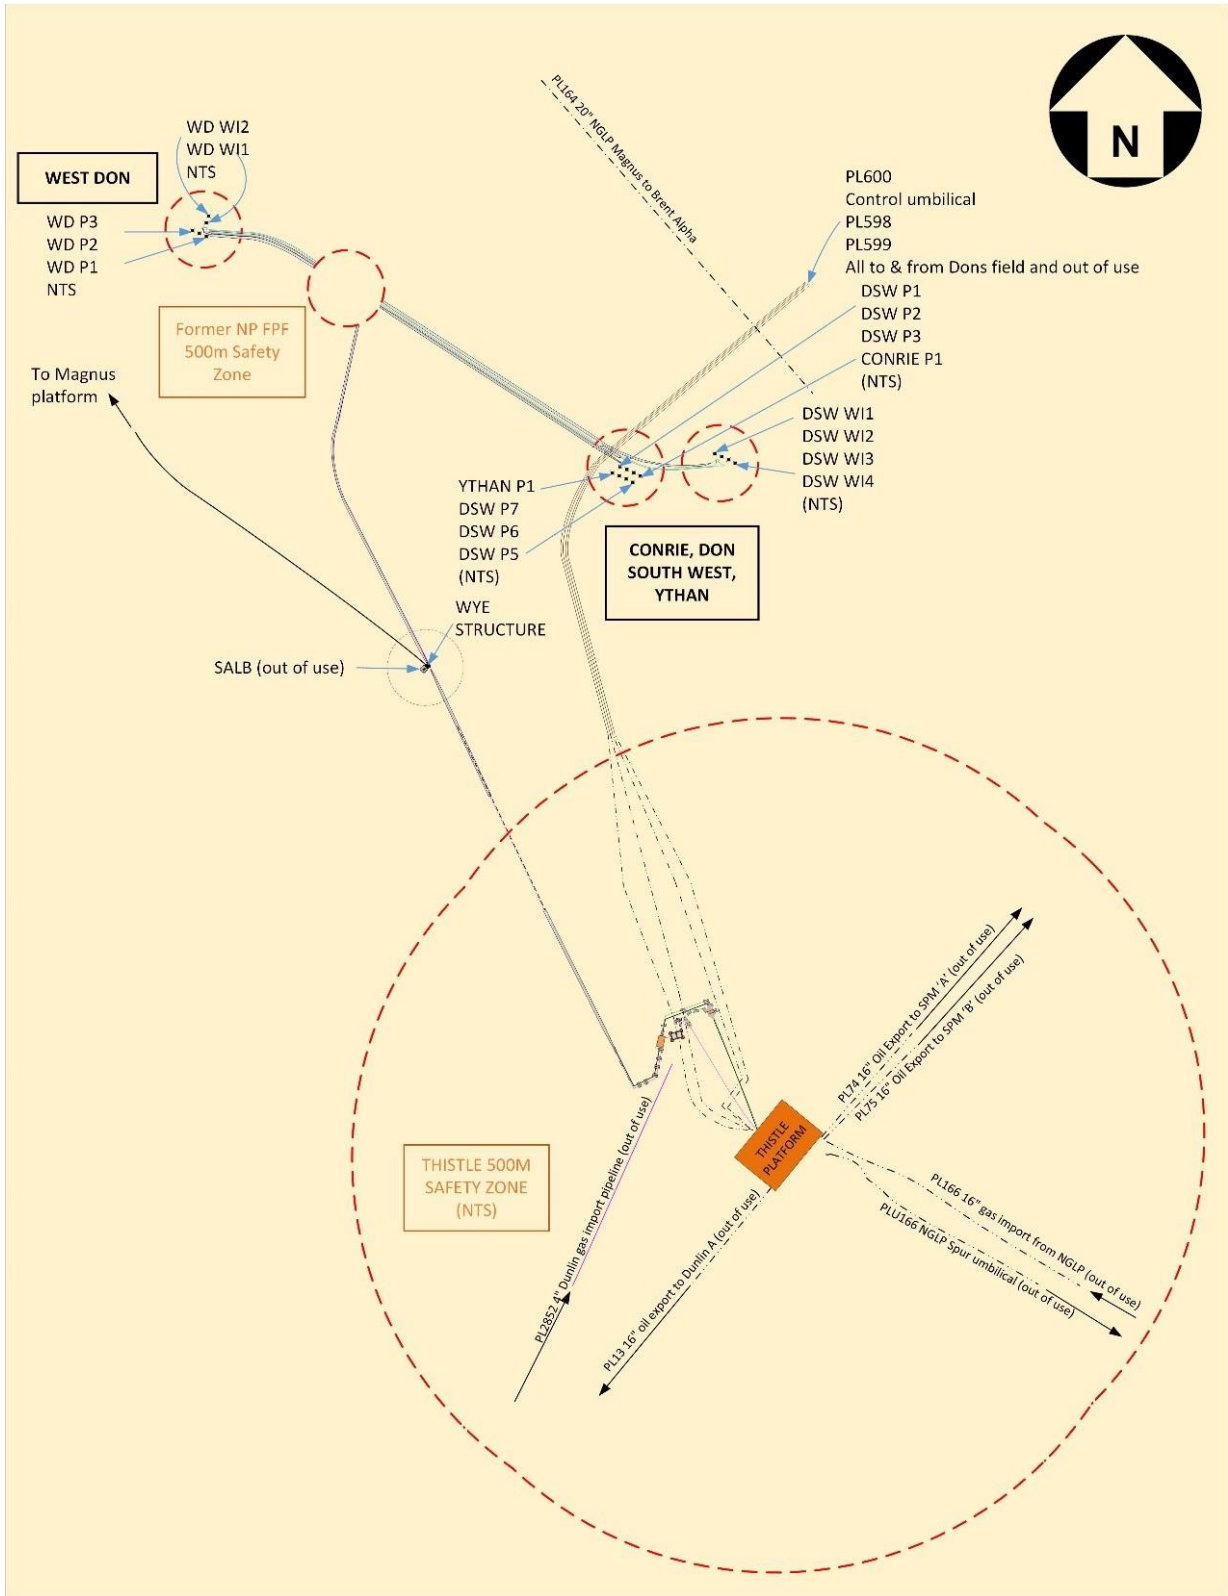 PL164 20" NGLP Magnus to Brent Alpha
N
WD WI2
WD WI1
NTS
WEST DON
WD P3
WD P2
WD P1
NTS
PL600
Control umbilical
PL598
PL599
All to & from Dons field and out of use
DSW P1
DSW P2
DSW P3
CONRIE P1
(NTS)
Former NP FPF
500m Safety
Zone
To Magnus
platform
DSW WI1
DSW WI2
DSW WI3
DSW WI4
(NTS)
YTHAN P1
DSW P7
DSW P6
DSW P5
(NTS)
CONRIE, DON
SOUTH WEST,
YTHAN
WYE
STRUCTURE
SALB (out of use)
PL74 16" Oil Export to SPM 'A' (out of use)
PL75 16" Oil Export to SPM 'B' (out of use)
THISTLE
PLATFORM
THISTLE 500M
SAFETY ZONE
(NTS)
PL2852 4" Dunlin gas import pipeline (out of use)
PL13 16" oil export to Dunlin A (out of use)
PL166 16" gas import from NGLP (out of use)
PLU166 NGLP Spur umbilical (out of use)